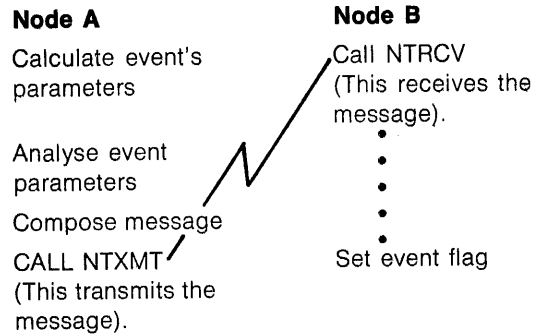 Node A
Calculate event's
parameters
Analyse event
parameters
Compose message
CALL NTXMT
(This transmits the
message).
Node B
Call NTRCV
(This receives the
message).
Set event flag